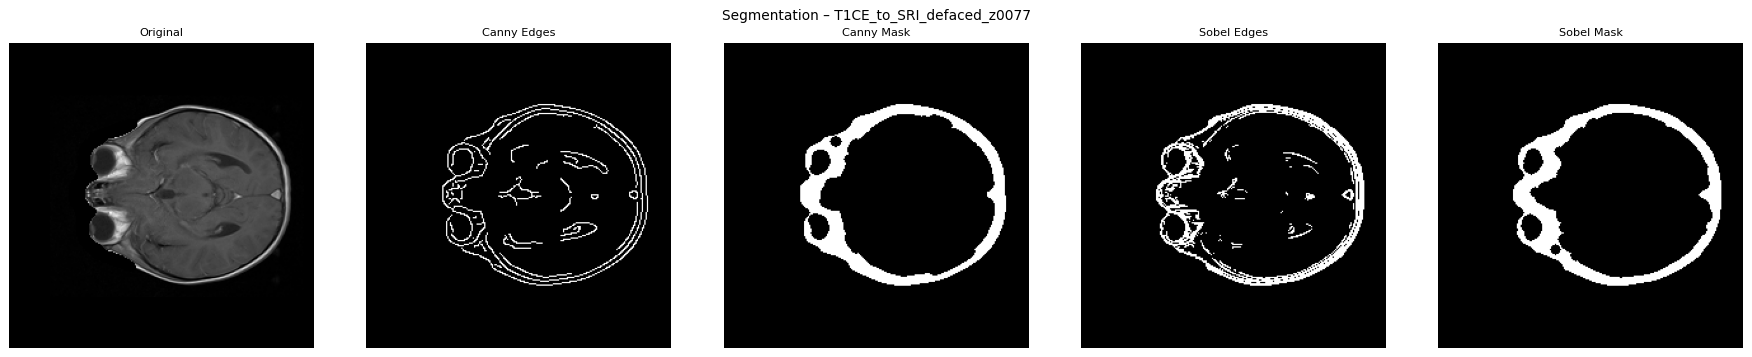 Segmentation – T1CE_to_SRI_defaced_z0077
Original
Canny Edges
Canny Mask
Sobel Edges
Sobel Mask